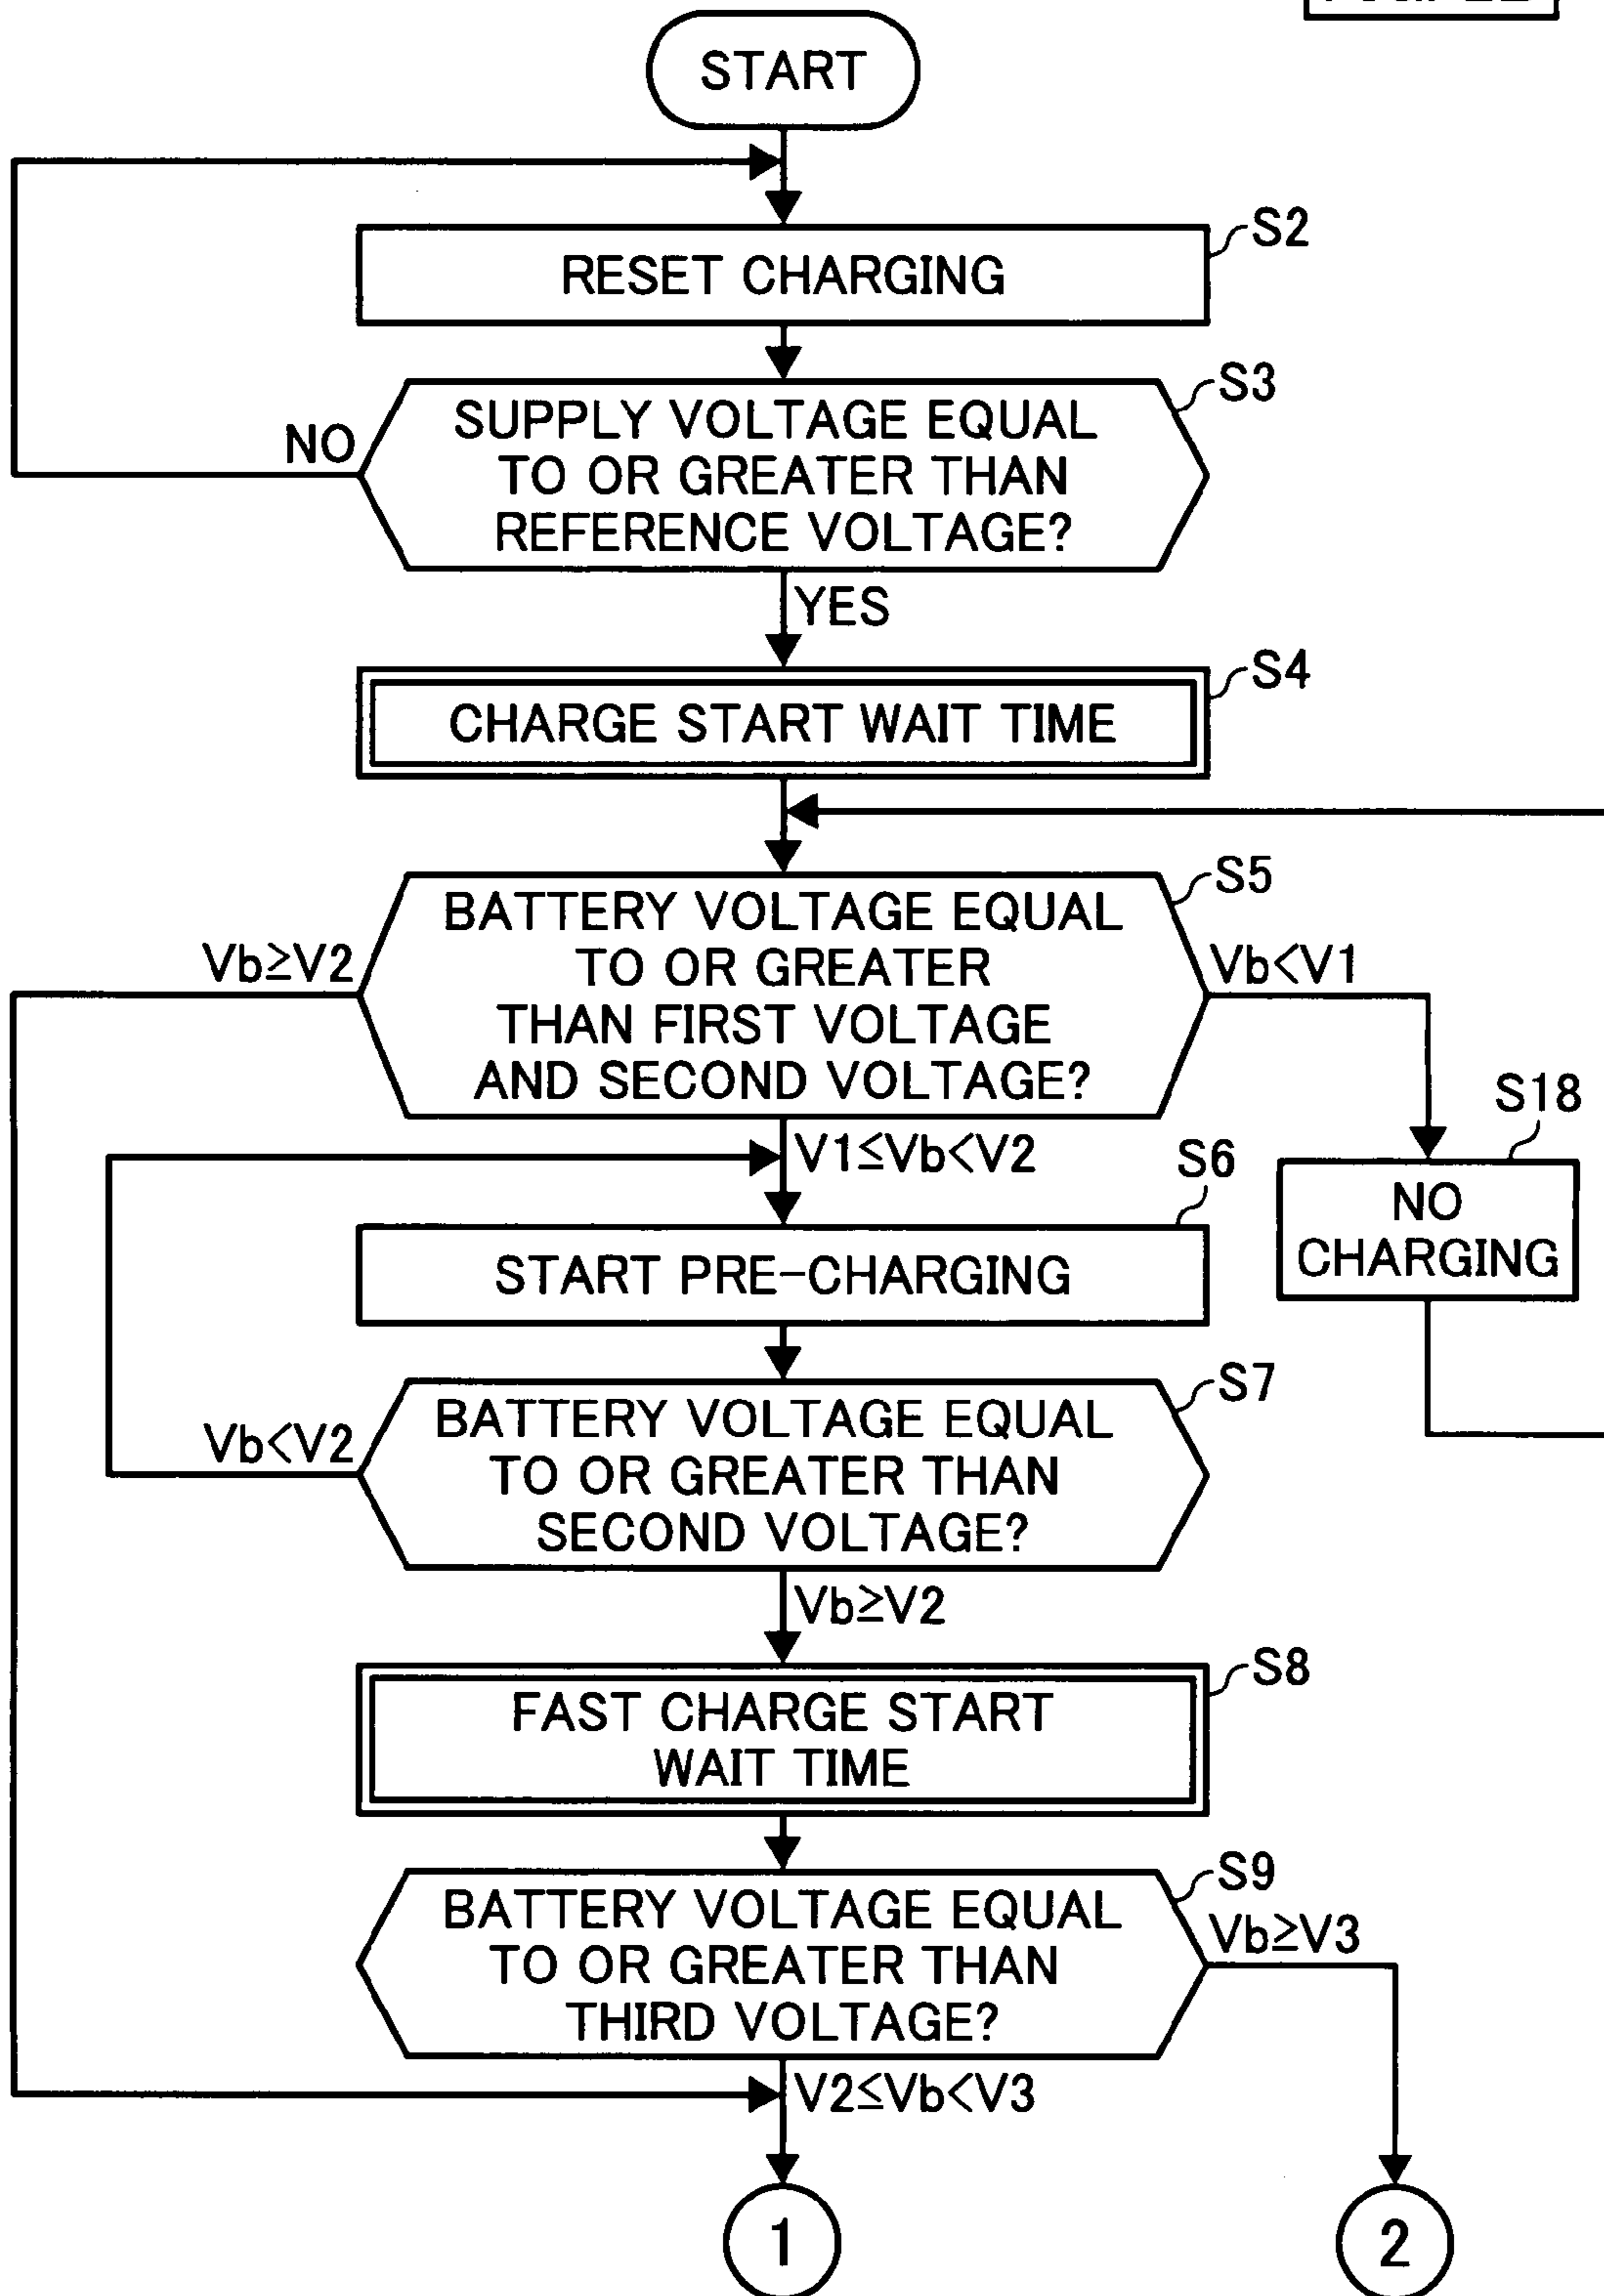 START
S2
RESET CHARGING
S3
SUPPLY VOLTAGE EQUAL
TO OR GREATER THAN
REFERENCE VOLTAGE?
NO
YES
S4
CHARGE START WAIT TIME
S5
BATTERY VOLTAGE EQUAL
TO OR GREATER
THAN FIRST VOLTAGE
AND SECOND VOLTAGE?
Vb≥V2
Vb<V1
S18
NO
CHARGING
V1≤Vb<V2
S6
START PRE-CHARGING
S7
BATTERY VOLTAGE EQUAL
TO OR GREATER THAN
SECOND VOLTAGE?
Vb<V2
Vb≥V2
S8
FAST CHARGE START
WAIT TIME
S9
BATTERY VOLTAGE EQUAL
TO OR GREATER THAN
THIRD VOLTAGE?
Vb≥V3
V2≤Vb<V3
1
2